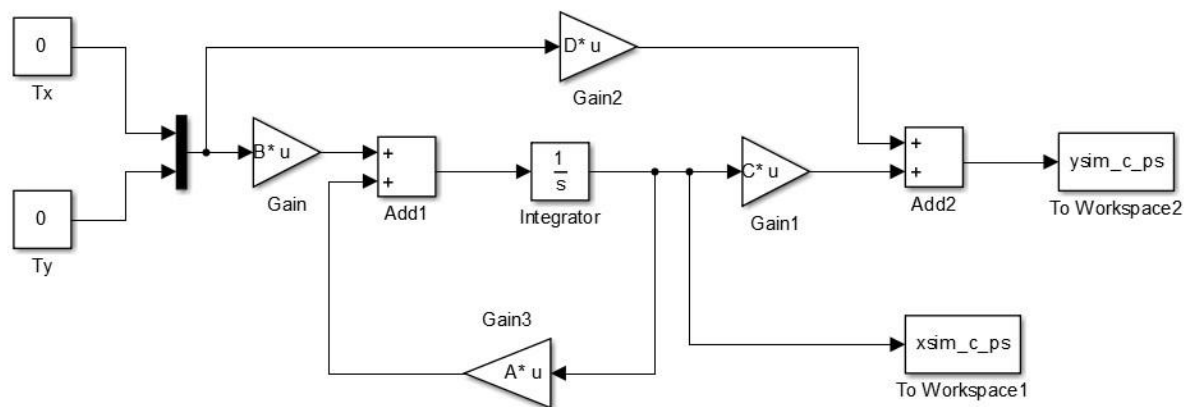 0
Tx
D* u
Gain2
B* u
Gain
+
+
Add1
1
s
Integrator
C* u
Gain1
+
+
Add2
ysim_c_ps
To Workspace2
0
Ty
Gain3
A* u
xsim_c_ps
To Workspace1